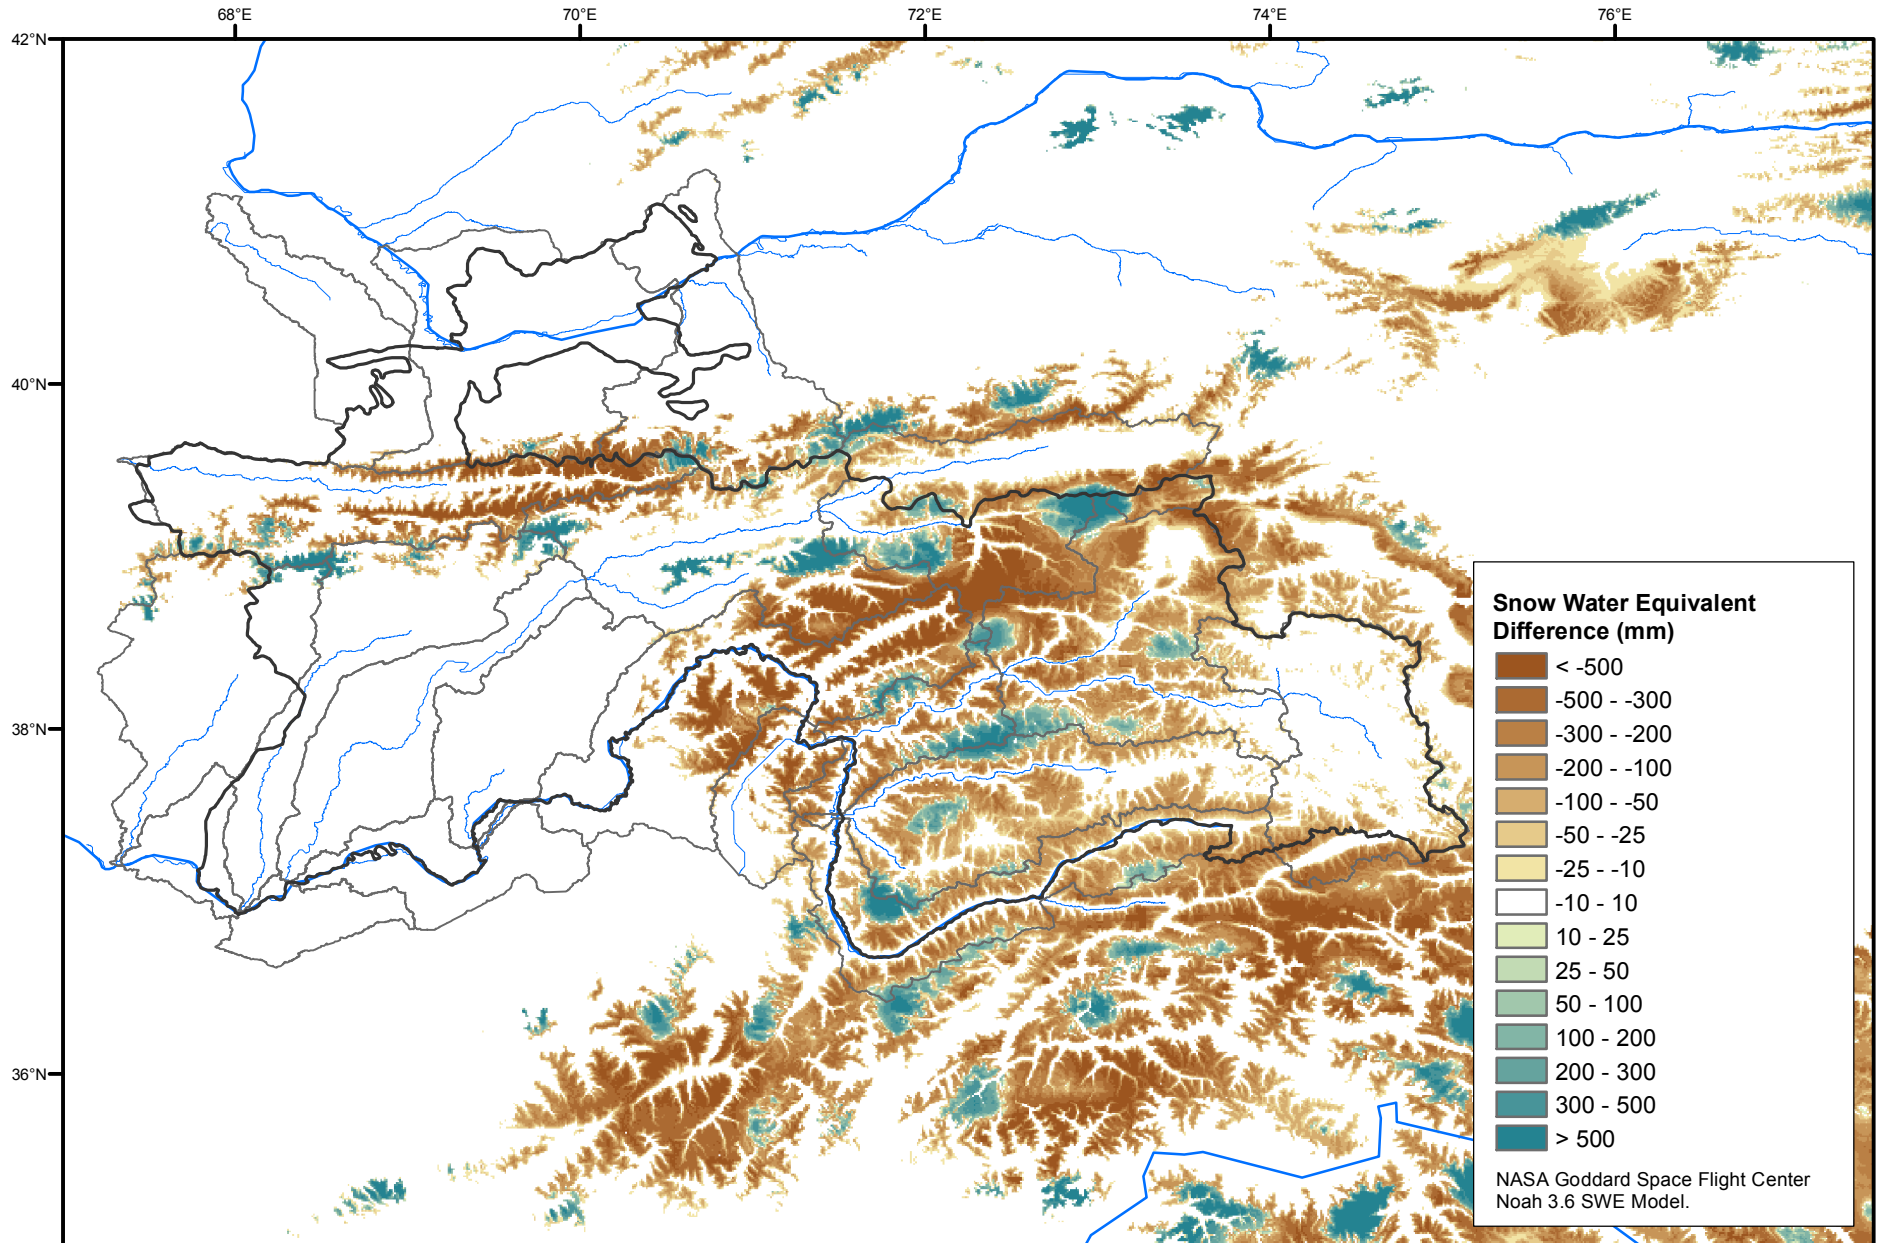 68°E
70°E
72°E
74°E
76°E
42°N
40°N
38°N
36°N
Snow Water Equivalent
Difference (mm)
< -500
-500 - -300
-300 - -200
-200 - -100
-100 - -50
-50 - -25
-25 - -10
-10 - 10
10 - 25
25 - 50
50 - 100
100 - 200
200 - 300
300 - 500
> 500
NASA Goddard Space Flight Center
Noah 3.6 SWE Model.